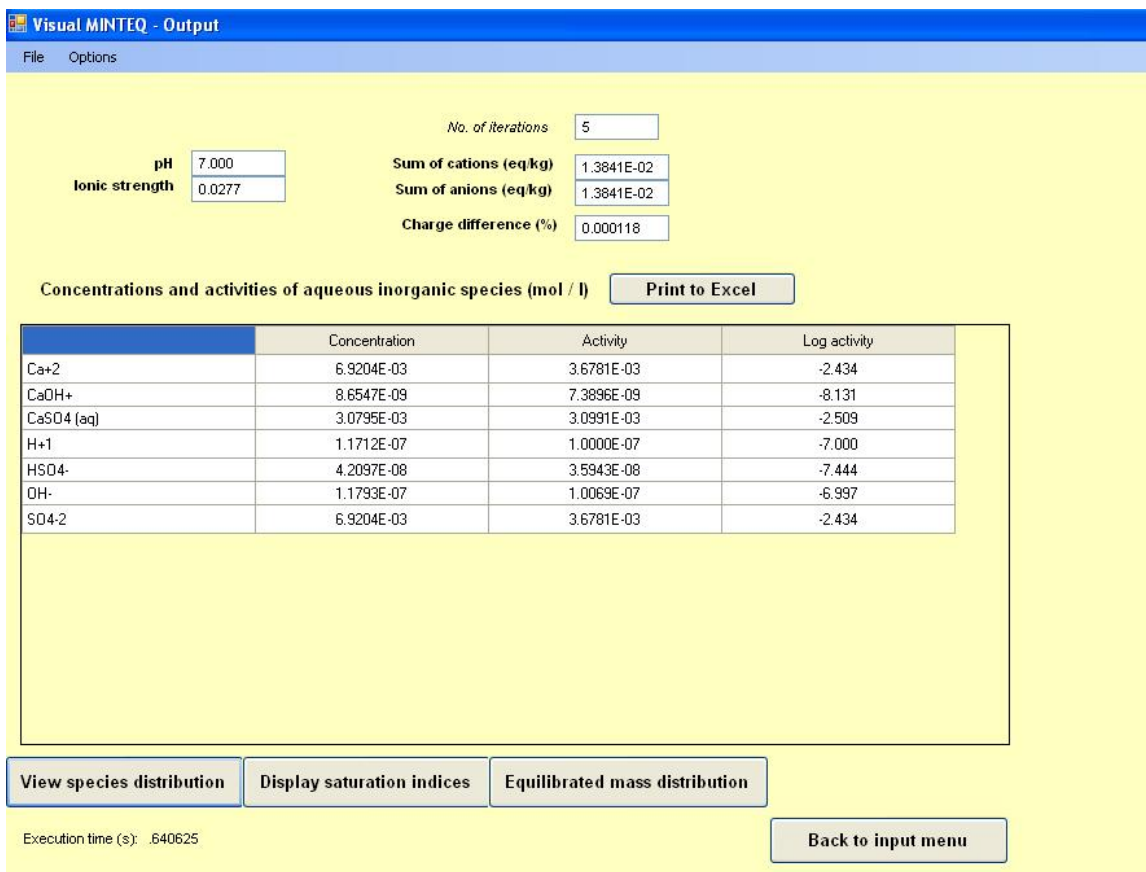 Visual MINTEQ - Output
File Options
No. of iterations 5
pH 7.000 Sum of cations (eq/kg) 1.3841E-02
Ionic strength 0.0277 Sum of anions (eq/kg) 1.3841E-02
Charge difference (%) 0.000118
Concentrations and activities of aqueous inorganic species (mol / l) Print to Excel
Concentration Activity Log activity
Ca+2 6.9204E-03 3.6781E-03 -2.434
CaOH+ 8.6547E-09 7.3896E-09 -8.131
CaSO4 (aq) 3.0795E-03 3.0991E-03 -2.509
H+1 1.1712E-07 1.0000E-07 -7.000
HSO4- 4.2097E-08 3.5943E-08 -7.444
OH- 1.1793E-07 1.0069E-07 -6.997
SO4-2 6.9204E-03 3.6781E-03 -2.434
View species distribution Display saturation indices Equilibrated mass distribution
Execution time (s): .640625 Back to input menu